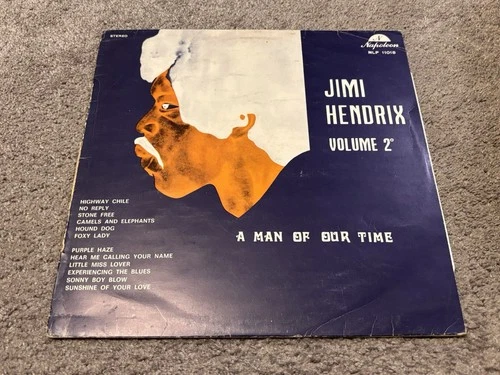 STEREO
Napoleon
NLP 11018
JIMI
HENDRIX
VOLUME 2°
A MAN OF OUR TIME
HIGHWAY CHILE
NO REPLY
STONE FREE
CAMELS AND ELEPHANTS
HOUND DOG
FOXY LADY
PURPLE HAZE
HEAR ME CALLING YOUR NAME
LITTLE MISS LOVER
EXPERIENCING THE BLUES
SONNY BOY BLOW
SUNSHINE OF YOUR LOVE